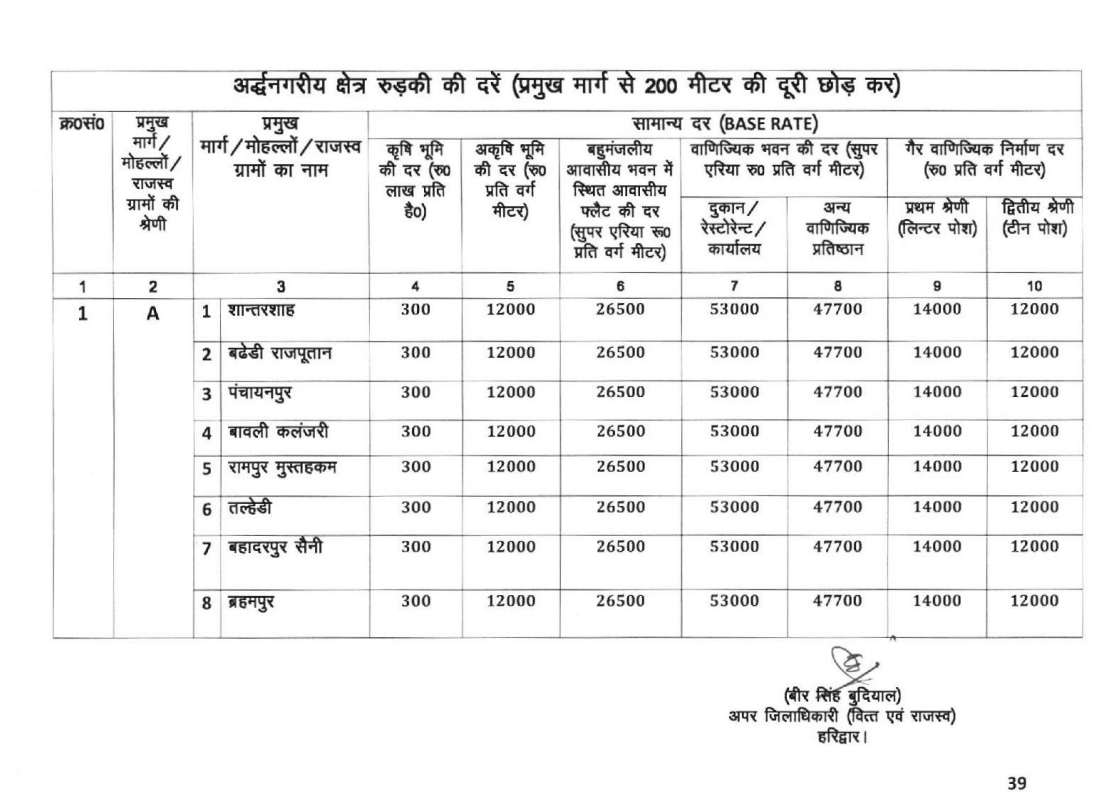 अर्द्धनगरीय क्षेत्र रुड़की की दरें (प्रमुख मार्ग से 200 मीटर की दूरी छोड़ कर)
क्र0सं0 प्रमुख मार्ग/ मोहल्लों/ राजस्व ग्रामों की श्रेणी प्रमुख मार्ग/मोहल्लों/राजस्व ग्रामों का नाम सामान्य दर (BASE RATE)
कृषि भूमि की दर (रु0 लाख प्रति है0) अकृषि भूमि की दर (रु0 प्रति वर्ग मीटर) बहुमंजलीय आवासीय भवन में स्थित आवासीय फ्लैट की दर (सुपर एरिया रू0 प्रति वर्ग मीटर) वाणिज्यिक भवन की दर (सुपर एरिया रु0 प्रति वर्ग मीटर) गैर वाणिज्यिक निर्माण दर (रु0 प्रति वर्ग मीटर)
दुकान/ रेस्टोरेन्ट/ कार्यालय अन्य वाणिज्यिक प्रतिष्ठान प्रथम श्रेणी (लिन्टर पोश) द्वितीय श्रेणी (टीन पोश)
1 2 3 4 5 6 7 8 9 10
1 A 1 शान्तरशाह 300 12000 26500 53000 47700 14000 12000
2 बढेडी राजपूतान 300 12000 26500 53000 47700 14000 12000
3 पंचायनपुर 300 12000 26500 53000 47700 14000 12000
4 बावली कलंजरी 300 12000 26500 53000 47700 14000 12000
5 रामपुर मुस्तहकम 300 12000 26500 53000 47700 14000 12000
6 तल्हेडी 300 12000 26500 53000 47700 14000 12000
7 बहादरपुर सैनी 300 12000 26500 53000 47700 14000 12000
8 ब्रहमपुर 300 12000 26500 53000 47700 14000 12000
(बीर सिंह बुदियाल)
अपर जिलाधिकारी (वित्त एवं राजस्व)
हरिद्वार।
39